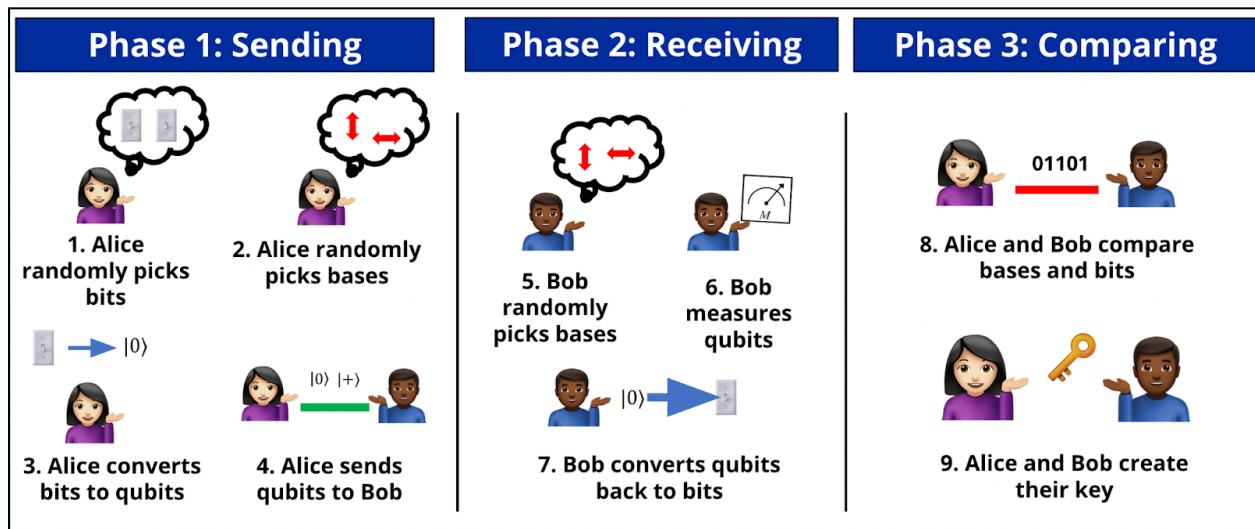 Phase 1: Sending
1. Alice
randomly picks
bits
2. Alice randomly
picks bases
|0⟩
3. Alice converts
bits to qubits
|0⟩ |+⟩
4. Alice sends
qubits to Bob
Phase 2: Receiving
5. Bob
randomly
picks bases
M
6. Bob
measures
qubits
|0⟩
7. Bob converts qubits
back to bits
Phase 3: Comparing
01101
8. Alice and Bob compare
bases and bits
9. Alice and Bob create
their key